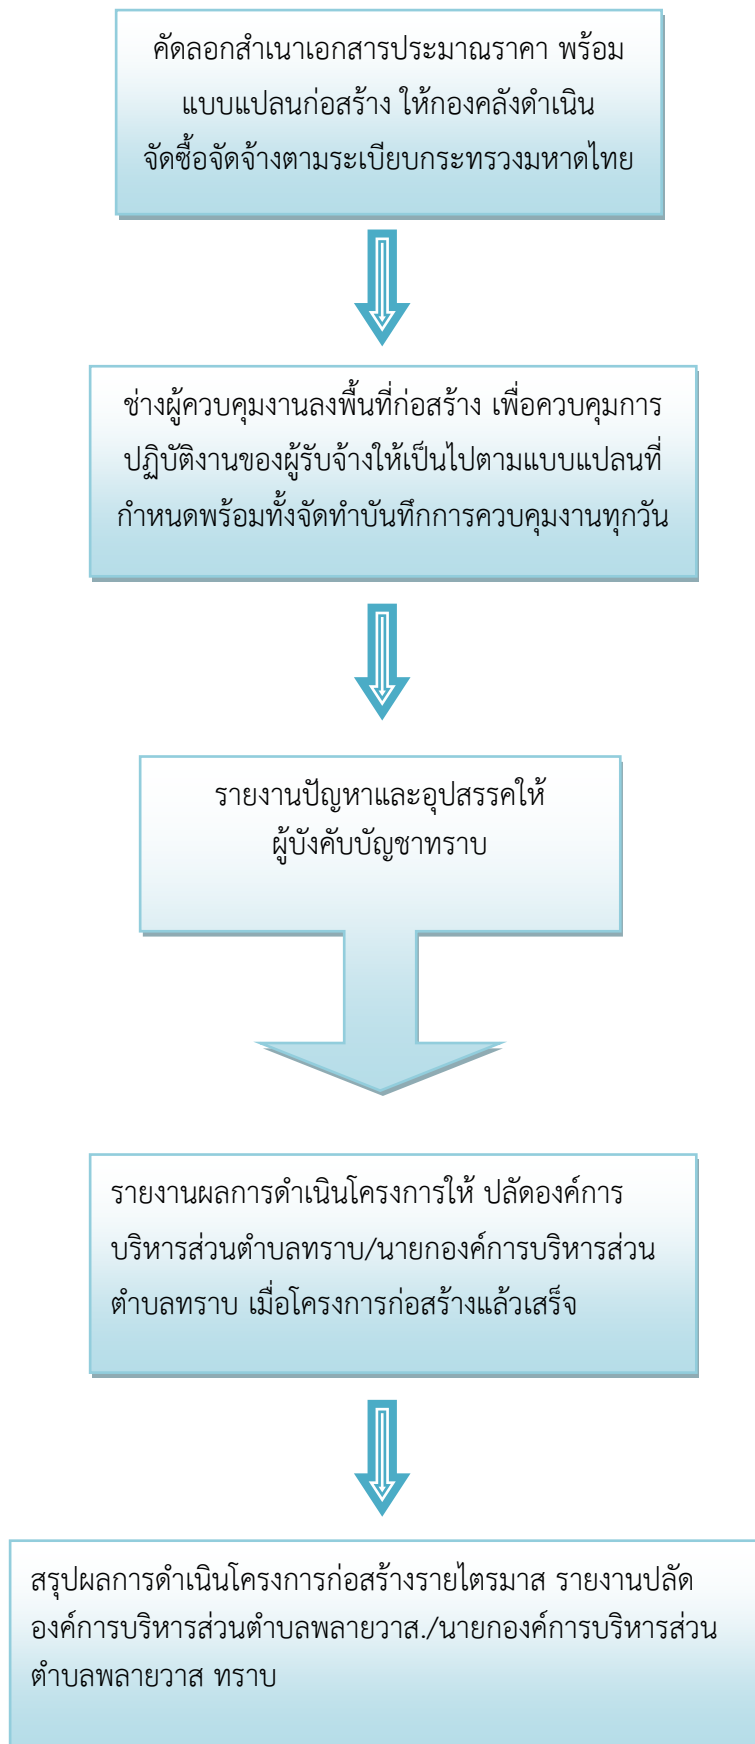 คัดลอกสำเนาเอกสารประมาณราคา พร้อม
แบบแปลนก่อสร้าง ให้กองคลังดำเนิน
จัดซื้อจัดจ้างตามระเบียบกระทรวงมหาดไทย
ช่างผู้ควบคุมงานลงพื้นที่ก่อสร้าง เพื่อควบคุมการ
ปฏิบัติงานของผู้รับจ้างให้เป็นไปตามแบบแปลนที่
กำหนดพร้อมทั้งจัดทำบันทึกการควบคุมงานทุกวัน
รายงานปัญหาและอุปสรรคให้
ผู้บังคับบัญชาทราบ
รายงานผลการดำเนินโครงการให้ ปลัดองค์การ
บริหารส่วนตำบลทราบ/นายกองค์การบริหารส่วน
ตำบลทราบ เมื่อโครงการก่อสร้างแล้วเสร็จ
สรุปผลการดำเนินโครงการก่อสร้างรายไตรมาส รายงานปลัด
องค์การบริหารส่วนตำบลพลายวาส./นายกองค์การบริหารส่วน
ตำบลพลายวาส ทราบ